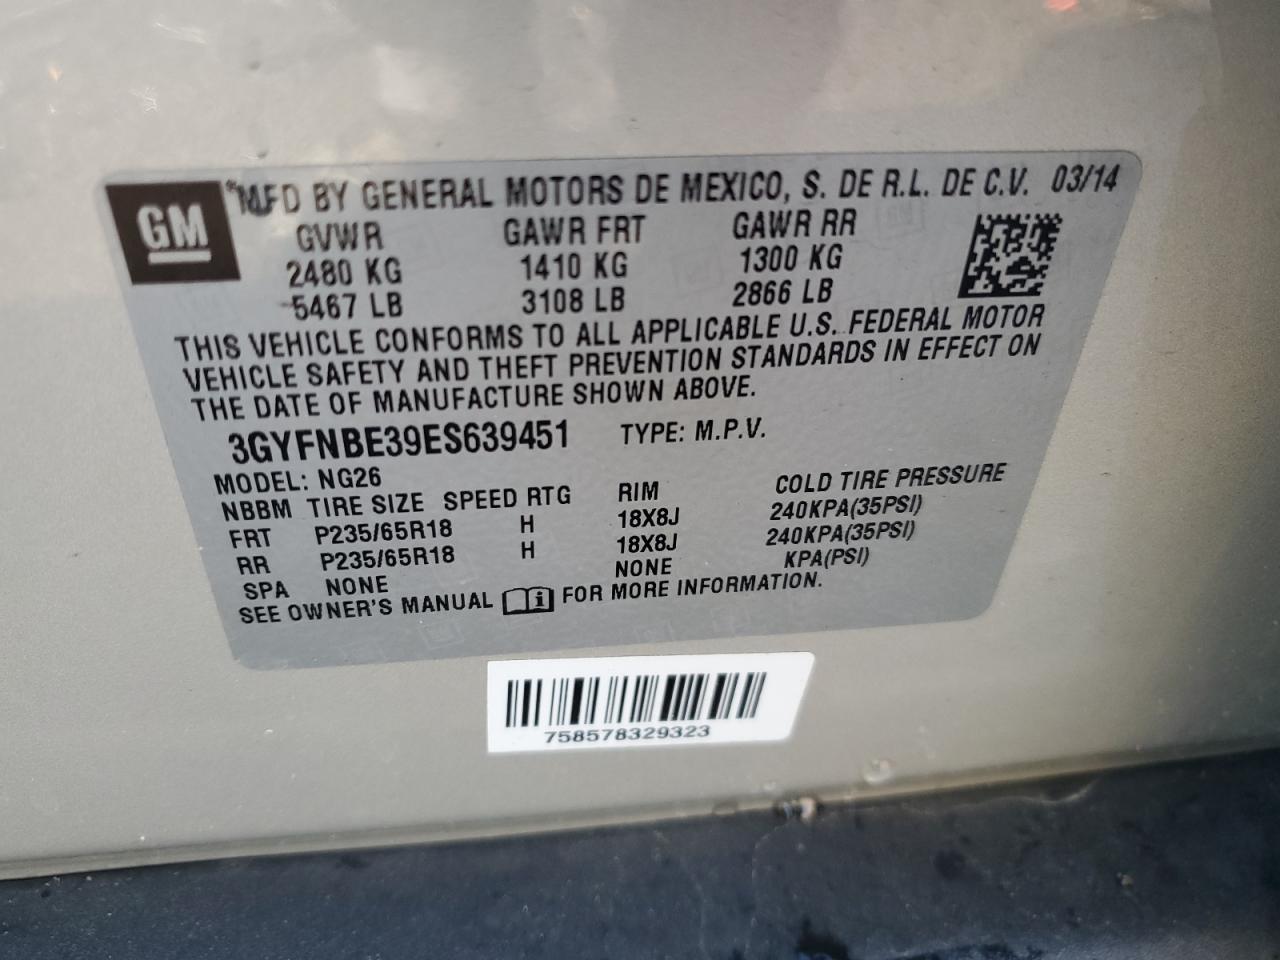 GM
MFD BY GENERAL MOTORS DE MEXICO, S. DE R.L. DE C.V. 03/14
GVWR GAWR FRT GAWR RR
2480 KG 1410 KG 1300 KG
5467 LB 3108 LB 2866 LB
THIS VEHICLE CONFORMS TO ALL APPLICABLE U.S. FEDERAL MOTOR
VEHICLE SAFETY AND THEFT PREVENTION STANDARDS IN EFFECT ON
THE DATE OF MANUFACTURE SHOWN ABOVE.
3GYFNBE39ES639451 TYPE: M.P.V.
MODEL: NG26
NBBM TIRE SIZE SPEED RTG RIM COLD TIRE PRESSURE
FRT P235/65R18 H 18X8J 240KPA(35PSI)
RR P235/65R18 H 18X8J 240KPA(35PSI)
SPA NONE NONE KPA(PSI)
SEE OWNER'S MANUAL FOR MORE INFORMATION.
758578329323